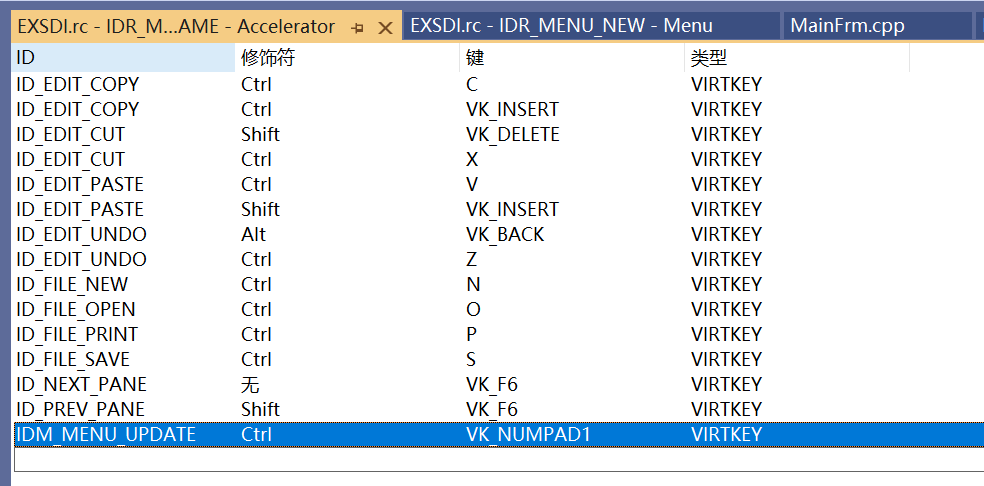 EXSDI.rc - IDR_M...AME - Accelerator EXSDI.rc - IDR_MENU_NEW - Menu MainFrm.cpp
ID 修饰符 键 类型
ID_EDIT_COPY Ctrl C VIRTKEY
ID_EDIT_COPY Ctrl VK_INSERT VIRTKEY
ID_EDIT_CUT Shift VK_DELETE VIRTKEY
ID_EDIT_CUT Ctrl X VIRTKEY
ID_EDIT_PASTE Ctrl V VIRTKEY
ID_EDIT_PASTE Shift VK_INSERT VIRTKEY
ID_EDIT_UNDO Alt VK_BACK VIRTKEY
ID_EDIT_UNDO Ctrl Z VIRTKEY
ID_FILE_NEW Ctrl N VIRTKEY
ID_FILE_OPEN Ctrl O VIRTKEY
ID_FILE_PRINT Ctrl P VIRTKEY
ID_FILE_SAVE Ctrl S VIRTKEY
ID_NEXT_PANE 无 VK_F6 VIRTKEY
ID_PREV_PANE Shift VK_F6 VIRTKEY
IDM_MENU_UPDATE Ctrl VK_NUMPAD1 VIRTKEY